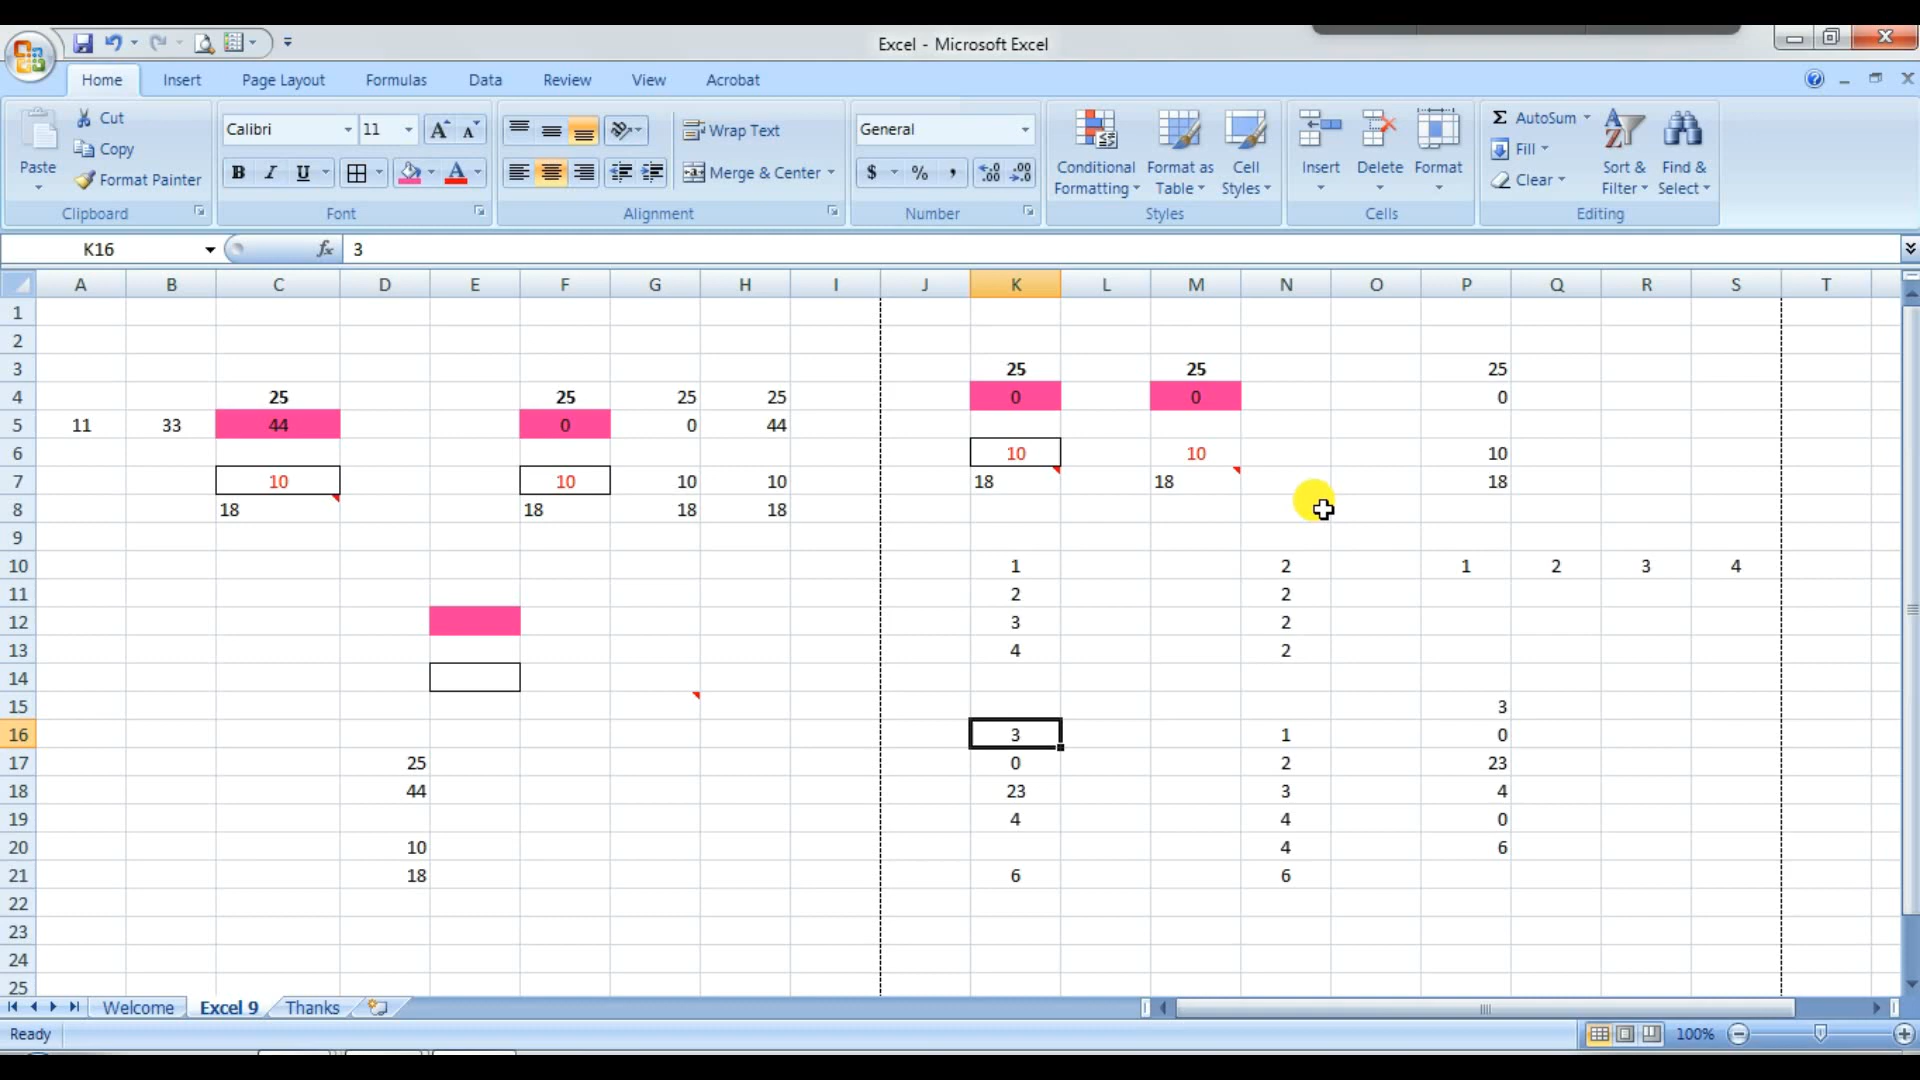 Excel - Microsoft Excel
Home Insert Page Layout Formulas Data Review View Acrobat
Paste Cut Copy Format Painter
Calibri 11 A A
B I U A
Wrap Text
Merge & Center
General
$ % , .0 .00 .00 .0
Conditional Formatting Format as Table Cell Styles
Insert Delete Format
Σ AutoSum Fill Clear
Sort & Filter Find & Select
Clipboard Font Alignment Number Styles Cells Editing
K16 fx 3
A B C D E F G H I J K L M N O P Q R S T
1
2
3 25 25 25
4 25 25 25 25 0 0 0
5 11 33 44 0 0 44
6 10 10 10
7 10 10 10 10 18 18 18
8 18 18 18 18
9
10 1 2 1 2 3 4
11 2 2
12 3 2
13 4 2
14
15 3
16 3 1 0
17 25 0 2 23
18 44 23 3 4
19 4 4 0
20 10 4 6
21 18 6 6
22
23
24
25
Welcome Excel 9 Thanks
Ready 100%